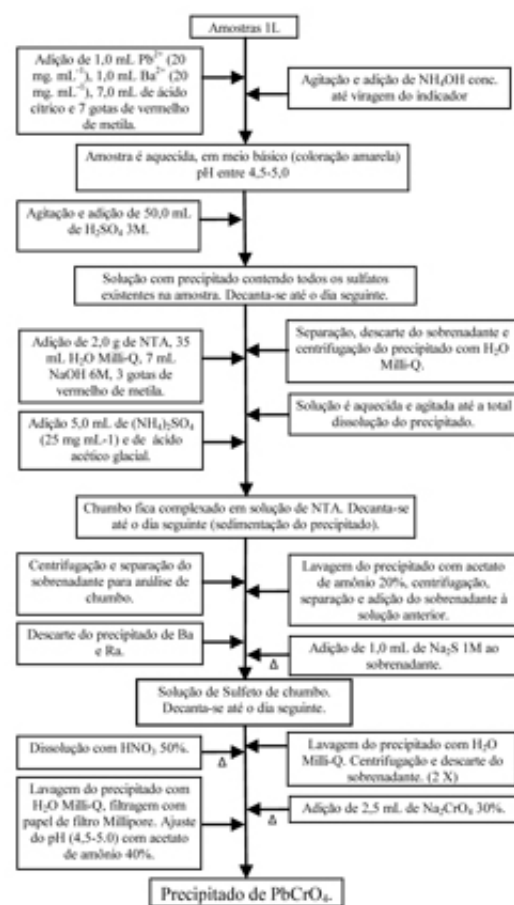 Amostras 1L
Adição de 1,0 mL Pb²⁺ (20
mg. mL⁻¹), 1,0 mL Ba²⁺ (20
mg. mL⁻¹), 7,0 mL de ácido
cítrico e 7 gotas de vermelho
de metila.
Agitação e adição de NH₄OH conc.
até viragem do indicador
Amostra é aquecida, em meio básico (coloração amarela)
pH entre 4,5-5,0
Agitação e adição de 50,0 mL
de H₂SO₄ 3M.
Solução com precipitado contendo todos os sulfatos
existentes na amostra. Decanta-se até o dia seguinte.
Adição de 2,0 g de NTA, 35
mL H₂O Milli-Q, 7 mL
NaOH 6M, 3 gotas de
vermelho de metila.
Separação, descarte do sobrenadante e
centrifugação do precipitado com H₂O
Milli-Q.
Solução é aquecida e agitada até a total
dissolução do precipitado.
Adição 5,0 mL de (NH₄)₂SO₄
(25 mg mL-1) e de ácido
acético glacial.
Chumbo fica complexado em solução de NTA. Decanta-se
até o dia seguinte (sedimentação do precipitado).
Centrifugação e separação do
sobrenadante para análise de
chumbo.
Lavagem do precipitado com acetato
de amônio 20%, centrifugação,
separação e adição do sobrenadante à
solução anterior.
Descarte do precipitado de Ba
e Ra.
Adição de 1,0 mL de Na₂S 1M ao
sobrenadante.
Δ
Solução de Sulfeto de chumbo.
Decanta-se até o dia seguinte.
Dissolução com HNO₃ 50%.
Δ
Lavagem do precipitado com H₂O
Milli-Q. Centrifugação e descarte do
sobrenadante. (2 X)
Lavagem do precipitado com
H₂O Milli-Q, filtragem com
papel de filtro Millipore. Ajuste
do pH (4,5-5.0) com acetato
de amônio 40%.
Adição de 2,5 mL de Na₂CrO₄ 30%.
Δ
Precipitado de PbCrO₄.